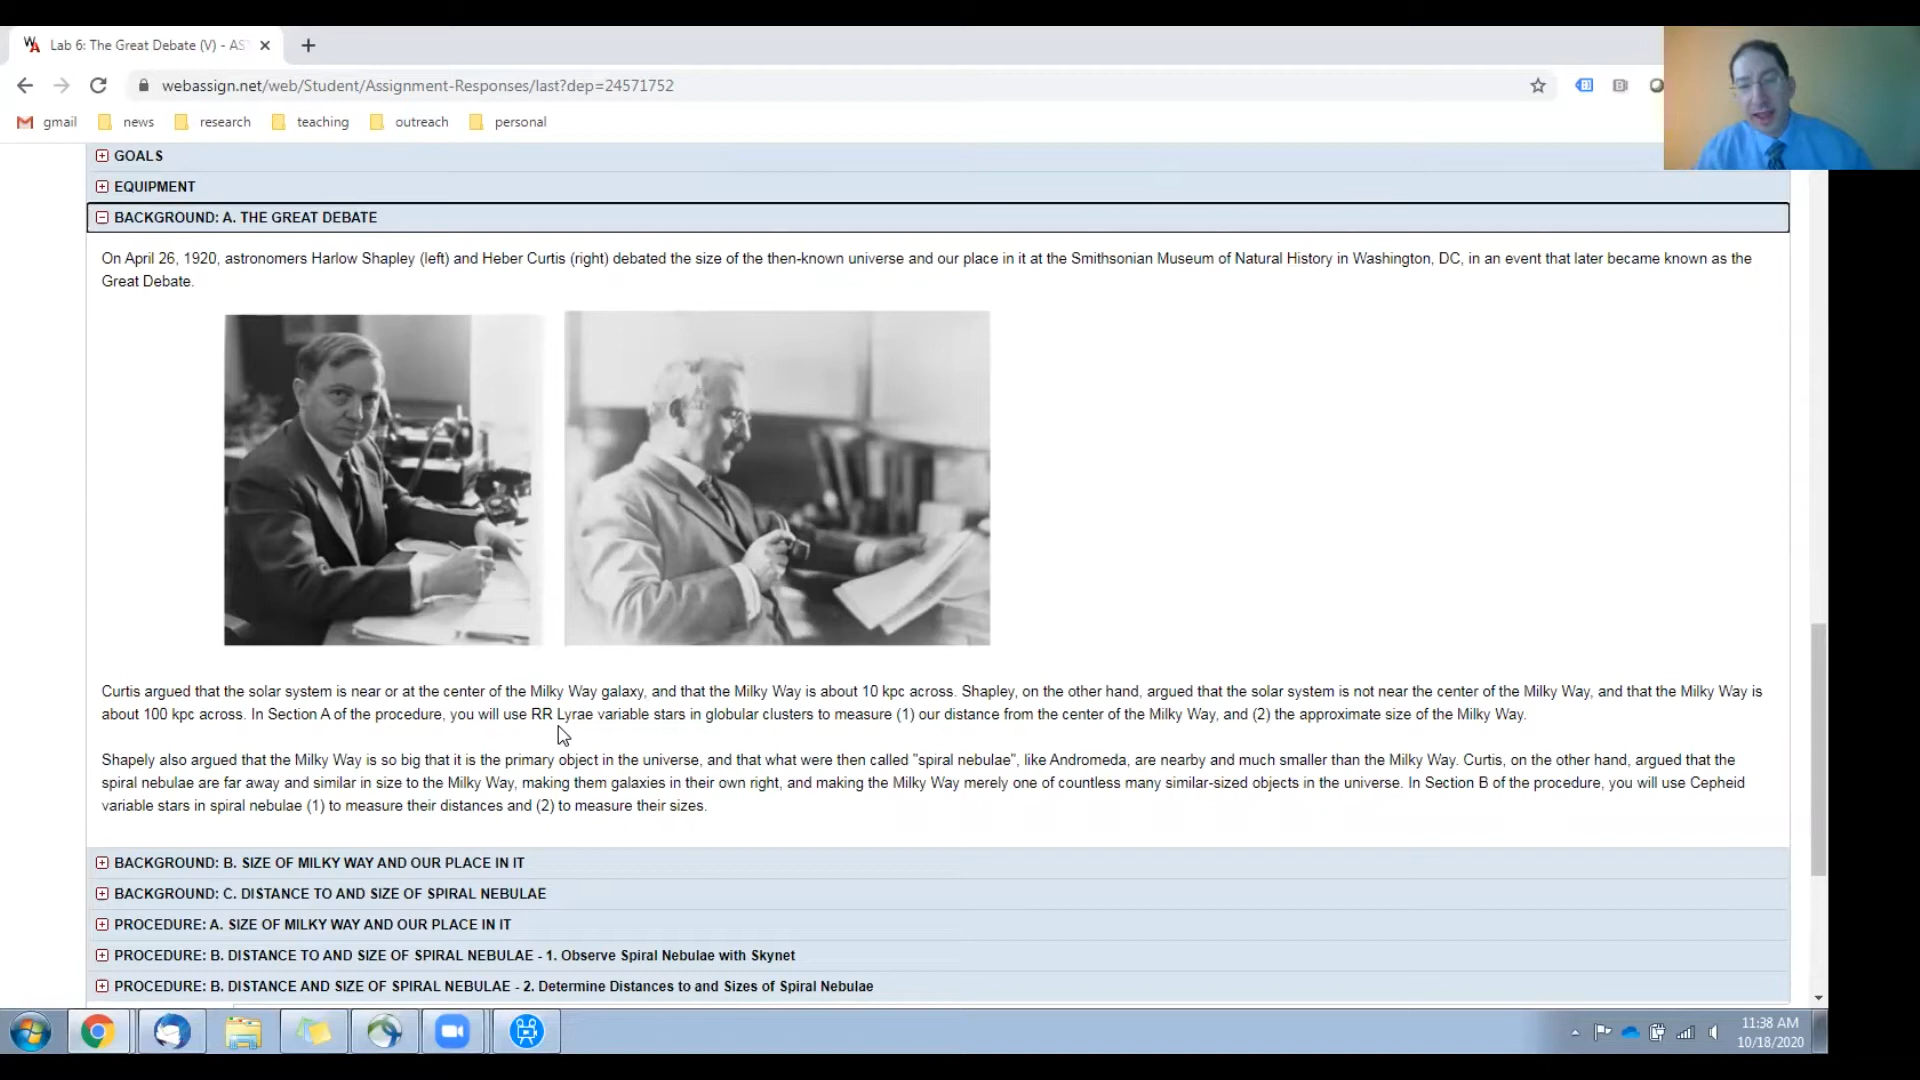 Lab 6: The Great Debate (V) - AS
webassign.net/web/Student/Assignment-Responses/last?dep=24571752
gmail
news
research
teaching
outreach
personal
GOALS
EQUIPMENT
BACKGROUND: A. THE GREAT DEBATE
On April 26, 1920, astronomers Harlow Shapley (left) and Heber Curtis (right) debated the size of the then-known universe and our place in it at the Smithsonian Museum of Natural History in Washington, DC, in an event that later became known as the
Great Debate.
Curtis argued that the solar system is near or at the center of the Milky Way galaxy, and that the Milky Way is about 10 kpc across. Shapley, on the other hand, argued that the solar system is not near the center of the Milky Way, and that the Milky Way is
about 100 kpc across. In Section A of the procedure, you will use RR Lyrae variable stars in globular clusters to measure (1) our distance from the center of the Milky Way, and (2) the approximate size of the Milky Way.
Shapely also argued that the Milky Way is so big that it is the primary object in the universe, and that what were then called "spiral nebulae", like Andromeda, are nearby and much smaller than the Milky Way. Curtis, on the other hand, argued that the
spiral nebulae are far away and similar in size to the Milky Way, making them galaxies in their own right, and making the Milky Way merely one of countless many similar-sized objects in the universe. In Section B of the procedure, you will use Cepheid
variable stars in spiral nebulae (1) to measure their distances and (2) to measure their sizes.
BACKGROUND: B. SIZE OF MILKY WAY AND OUR PLACE IN IT
BACKGROUND: C. DISTANCE TO AND SIZE OF SPIRAL NEBULAE
PROCEDURE: A. SIZE OF MILKY WAY AND OUR PLACE IN IT
PROCEDURE: B. DISTANCE TO AND SIZE OF SPIRAL NEBULAE - 1. Observe Spiral Nebulae with Skynet
PROCEDURE: B. DISTANCE AND SIZE OF SPIRAL NEBULAE - 2. Determine Distances to and Sizes of Spiral Nebulae
11:38 AM
10/18/2020